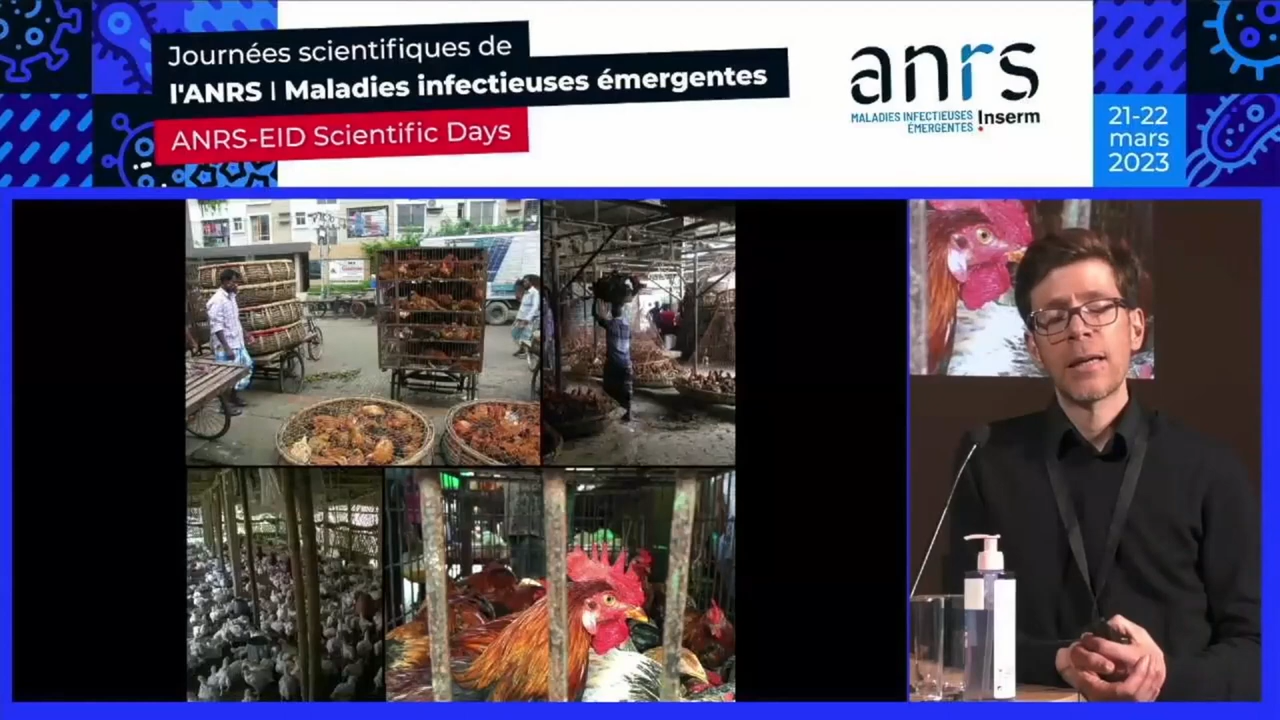 Journées scientifiques de
l'ANRS | Maladies infectieuses émergentes
ANRS-EID Scientific Days
anrs
MALADIES INFECTIEUSES
ÉMERGENTES
Inserm
21-22
mars
2023